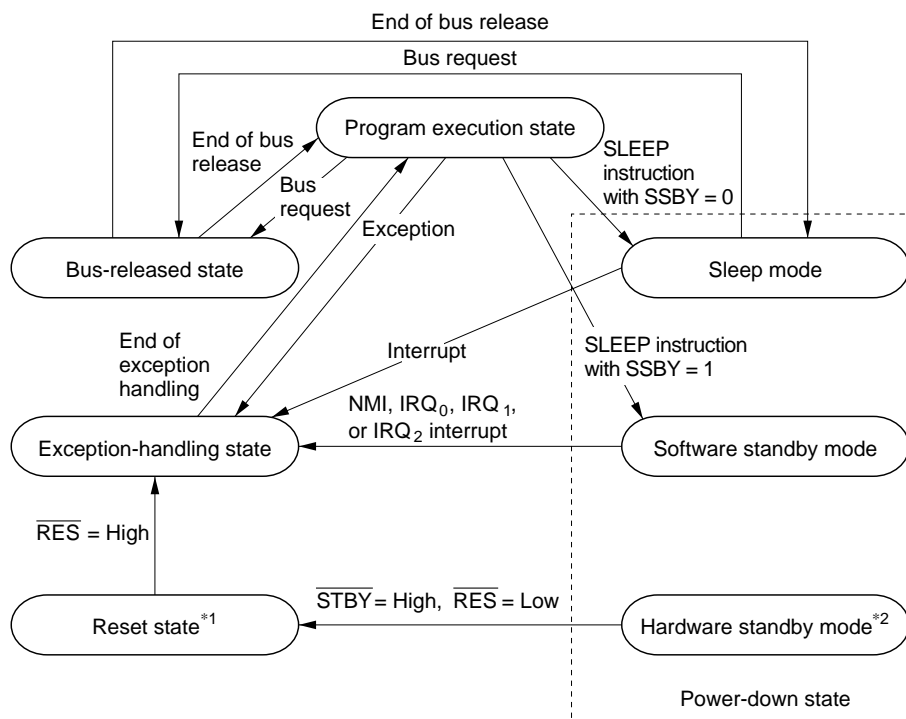 End of bus release
Bus request
Program execution state
End of bus
release
SLEEP
instruction
with SSBY = 0
Bus
request
Exception
Bus-released state
Sleep mode
End of
exception
handling
Interrupt
SLEEP instruction
with SSBY = 1
NMI, IRQ0, IRQ1,
or IRQ2 interrupt
Exception-handling state
Software standby mode
R̅E̅S̅ = High
S̅T̅B̅Y̅ = High, R̅E̅S̅ = Low
Reset state*1
Hardware standby mode*2
Power-down state